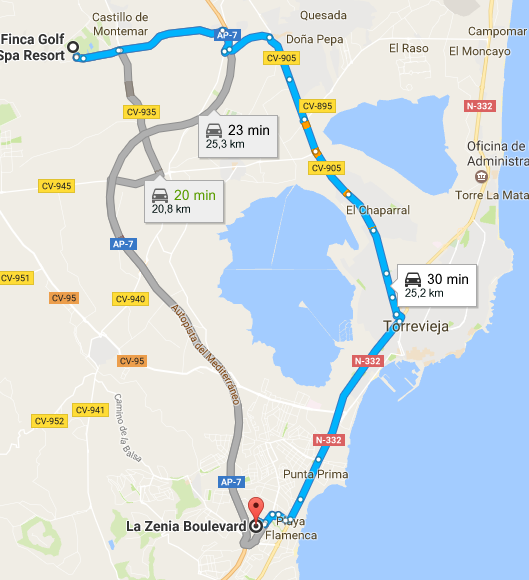 Quesada
Campomar
Castillo de
Montemar
Finca Golf
Spa Resort
AP-7
Doña Pepa
El Raso
El Moncayo
CV-905
CV-935
CV-895
N-332
23 min
25,3 km
Oficina de
Administra
CV-905
CV-945
20 min
20,8 km
Torre La Mata
El Chaparral
AP-7
CV-951
CV-95
CV-940
30 min
25,2 km
Autopista del Mediterráneo
Torrevieja
CV-95
N-332
CV-941
CV-952
Camino de la Balsa
N-332
Punta Prima
AP-7
La Zenia Boulevard
Playa
Flamenca